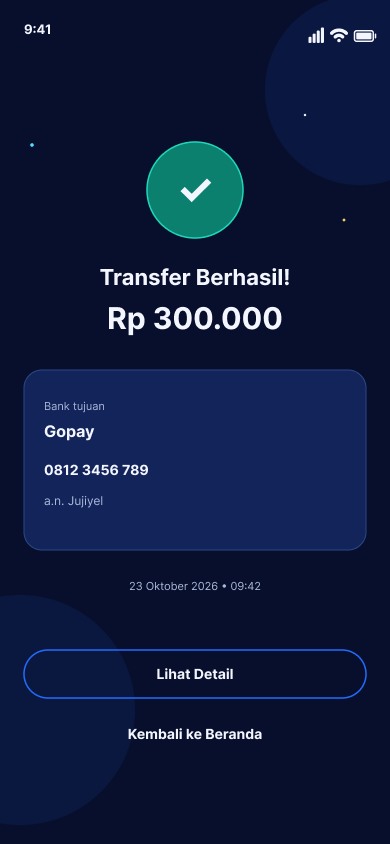 9:41
Transfer Berhasil!
Rp 300.000
Bank tujuan
Gopay
0812 3456 789
a.n. Jujiyel
23 Oktober 2026 • 09:42
Lihat Detail
Kembali ke Beranda